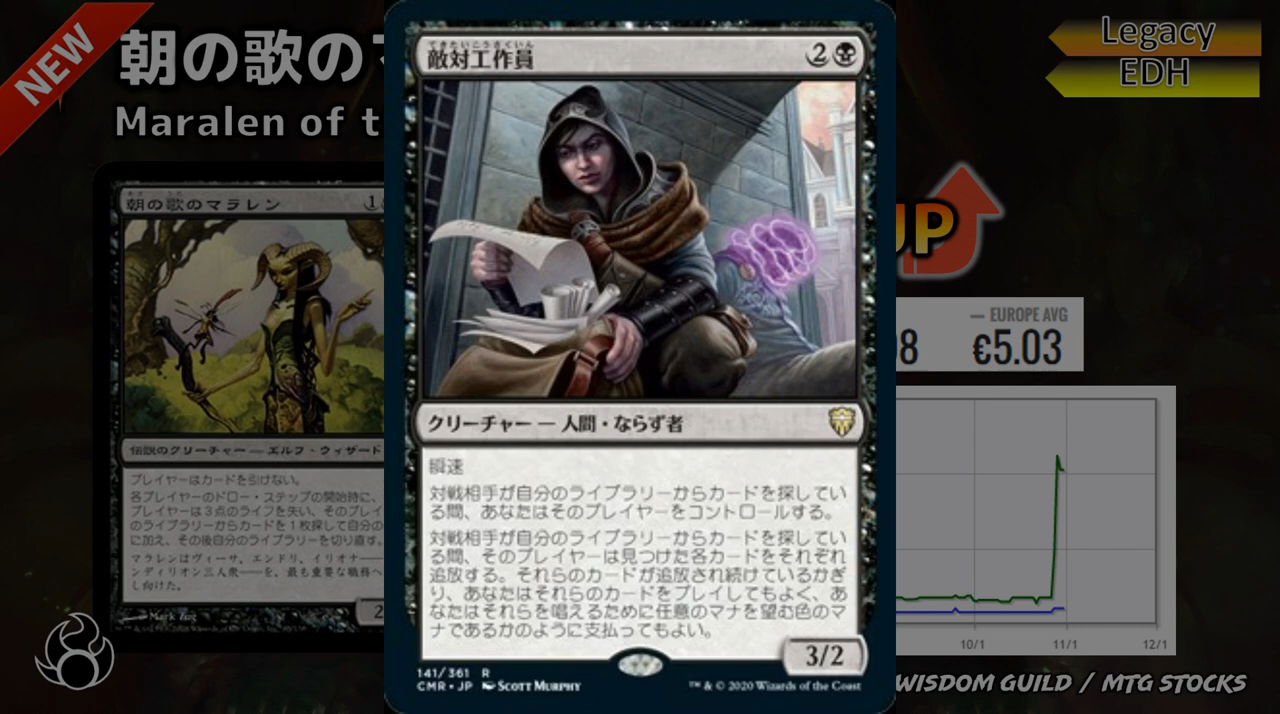 NEW
朝の歌の
Maralen of t
Legacy
EDH
UP
8
— EUROPE AVG
€5.03
10/1
11/1
12/1
WISDOM GUILD / MTG STOCKS
朝の歌のマラレン
1
伝説のクリーチャー — エルフ・ウィザード
プレイヤーはカードを引けない。
各プレイヤーのドロー・ステップの開始時に、
プレイヤーは3点のライフを失い、そのプレイ
のライブラリーからカードを1枚探して自分の
に加え、その後自分のライブラリーを切り直す。
マラレンはヴィーサ、エンドリ、イリオナ——
ンディリオン三人衆——を、最も重要な職務へ
し向けた。
Mark Zug
2
てきたいこうさくいん
敵対工作員
2
クリーチャー — 人間・ならず者
瞬速
対戦相手が自分のライブラリーからカードを探してい
る間、あなたはそのプレイヤーをコントロールする。
対戦相手が自分のライブラリーからカードを探してい
る間、そのプレイヤーは見つけた各カードをそれぞれ
追放する。それらのカードが追放され続けているかぎ
り、あなたはそれらのカードをプレイしてもよく、あ
なたはそれらを唱えるために任意のマナを望む色のマ
ナであるかのように支払ってもよい。
3/2
141/361 R
CMR • JP Scott Murphy
™ & © 2020 Wizards of the Coast